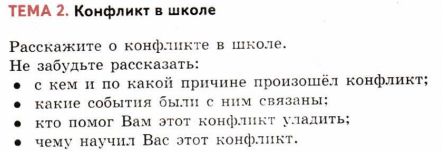 ТЕМА 2. Конфликт в школе
Расскажите о конфликте в школе.
Не забудьте рассказать:
• с кем и по какой причине произошёл конфликт;
• какие события были с ним связаны;
• кто помог Вам этот конфликт уладить;
• чему научил Вас этот конфликт.